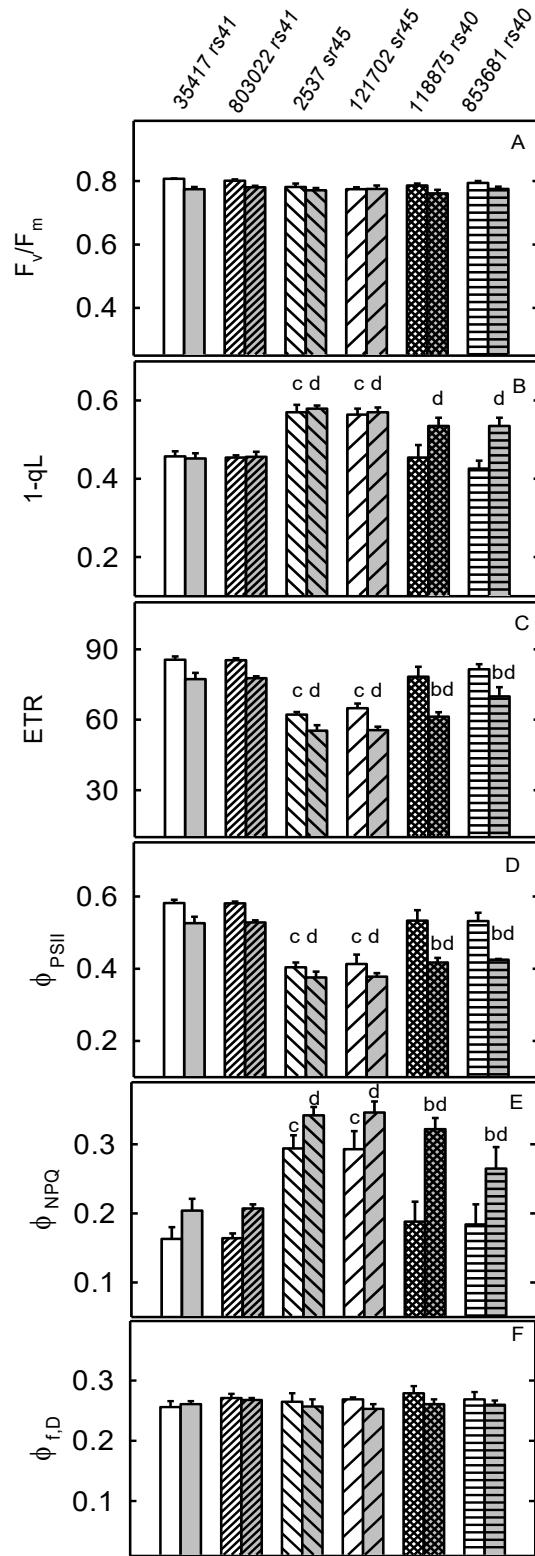 35417 rs41
803022 rs41
2537 sr45
121702 sr45
118875 rs40
853681 rs40
A
0.8
0.6
0.4
Fv/Fm
B
d d
c d c d
0.6
0.4
0.2
1-qL
C
90
60
30
ETR
c d c d bd bd
D
0.6
0.4
0.2
ϕPSII
c d c d bd bd
E
d d
c c bd bd
0.3
0.2
0.1
ϕNPQ
F
0.3
0.2
0.1
ϕf,D